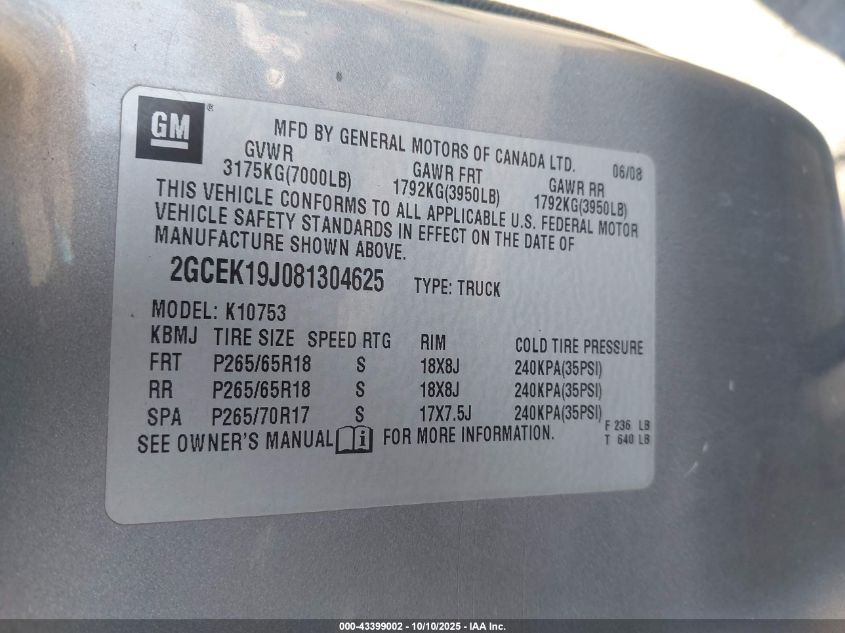 GM®
MFD BY GENERAL MOTORS OF CANADA LTD. 06/08
GVWR GAWR FRT GAWR RR
3175KG(7000LB) 1792KG(3950LB) 1792KG(3950LB)
THIS VEHICLE CONFORMS TO ALL APPLICABLE U.S. FEDERAL MOTOR
VEHICLE SAFETY STANDARDS IN EFFECT ON THE DATE OF
MANUFACTURE SHOWN ABOVE.
2GCEK19J081304625 TYPE: TRUCK
MODEL: K10753
KBMJ TIRE SIZE SPEED RTG RIM COLD TIRE PRESSURE
FRT P265/65R18 S 18X8J 240KPA(35PSI)
RR P265/65R18 S 18X8J 240KPA(35PSI)
SPA P265/70R17 S 17X7.5J 240KPA(35PSI)
SEE OWNER'S MANUAL i FOR MORE INFORMATION. F 236 LB
T 640 LB
000-43399002 - 10/10/2025 - IAA Inc.